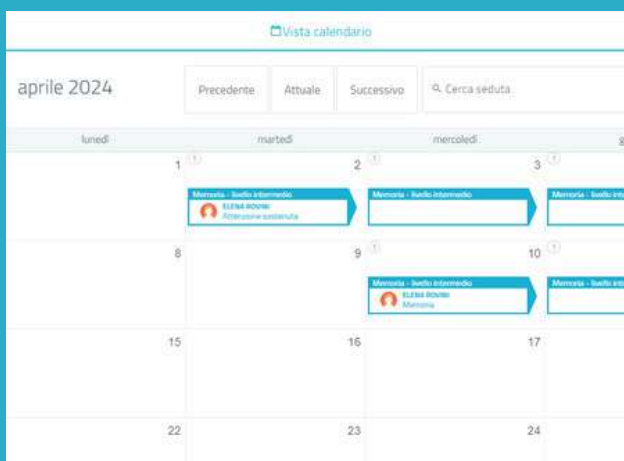 Vista calendario
aprile 2024
Precedente
Attuale
Successivo
Cerca seduta
lunedì
martedì
mercoledì
g
1
2
3
Memoria - livello intermedio
Memoria - livello intermedio
Memoria - livello inte
ELENA ROVINI
Attenzione sostenuta
8
9
10
Memoria - livello intermedio
Memoria - livello inte
ELENA ROVINI
Memoria
15
16
17
22
23
24